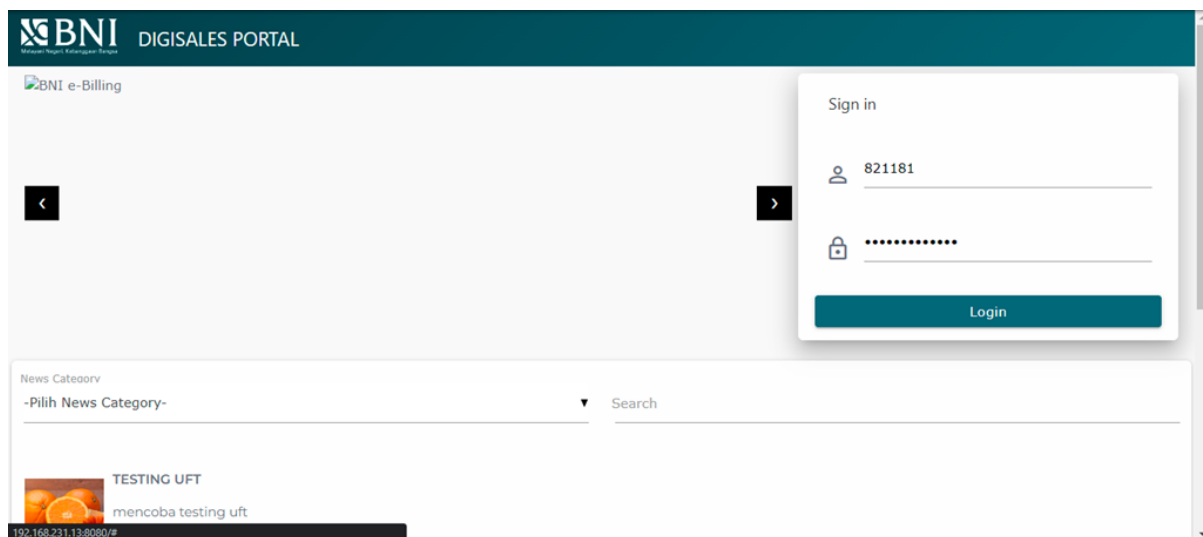 BNI
Melayani Negeri, Kebanggaan Bangsa
DIGISALES PORTAL
BNI e-Billing
Sign in
821181
Login
News Category
-Pilih News Category-
Search
TESTING UFT
mencoba testing uft
192.168.231.13:8080/#